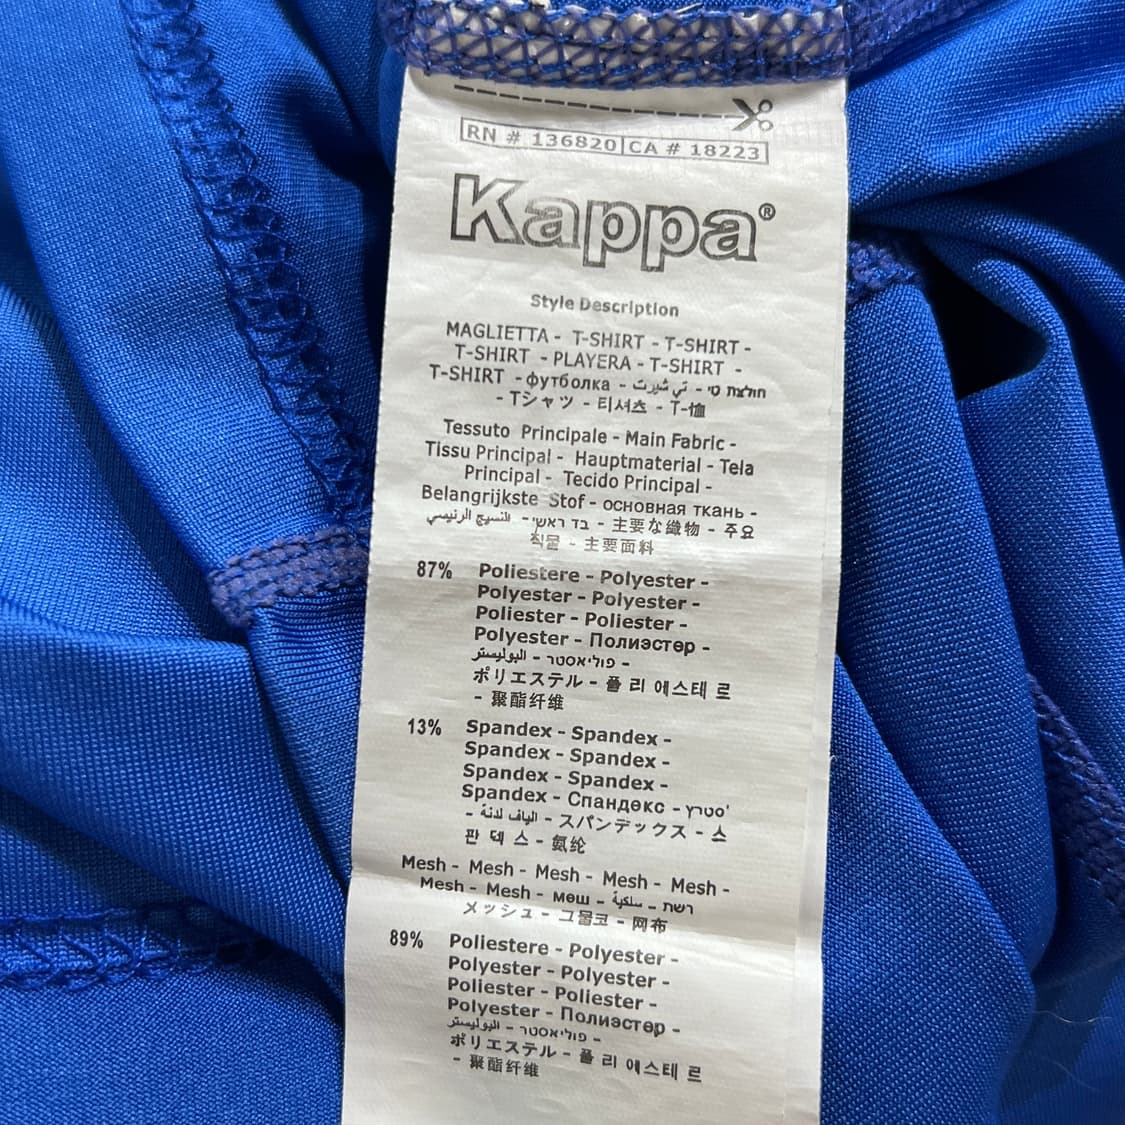 RN # 136820 CA # 18223
Kappa®
Style Description
MAGLIETTA - T-SHIRT - T-SHIRT -
T-SHIRT - PLAYERA - T-SHIRT -
T-SHIRT - футболка - تي شيرت - חולצת טי
- Tシャツ - 티셔츠 - T-恤
Tessuto Principale - Main Fabric -
Tissu Principal - Hauptmaterial - Tela
Principal - Tecido Principal -
Belangrijkste Stof - основная ткань -
النسيج الرئيسي - בד ראשי - 主要な織物 - 주요
직물 - 主要面料
87% Poliestere - Polyester -
Polyester - Polyester -
Poliester - Poliester -
Polyester - Полиэстер -
البوليستر - פוליאסטר -
ポリエステル - 폴 리 에스테 르
- 聚酯纤维
13% Spandex - Spandex -
Spandex - Spandex -
Spandex - Spandex -
Spandex - Спандекс - סטרץ'
- الياف لدنة - スパンデックス - 스
판 덱 스 - 氨纶
Mesh - Mesh - Mesh - Mesh - Mesh -
Mesh - Mesh - меш - سلكية - רשת
メッシュ - 그물코 - 网布
89% Poliestere - Polyester -
Polyester - Polyester -
Poliester - Poliester -
Polyester - Полиэстер -
البوليستر - פוליאסטר -
ポリエステル - 폴 리 에스테 르
- 聚酯纤维